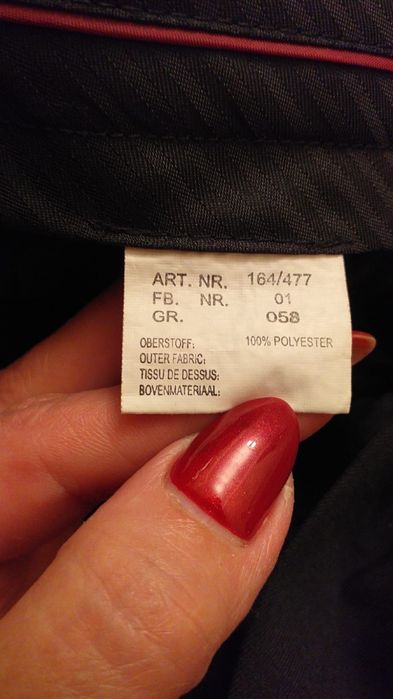 ART. NR. 164/477
FB. NR. 01
GR. 058
OBERSTOFF: 100% POLYESTER
OUTER FABRIC:
TISSU DE DESSUS:
BOVENMATERIAAL: